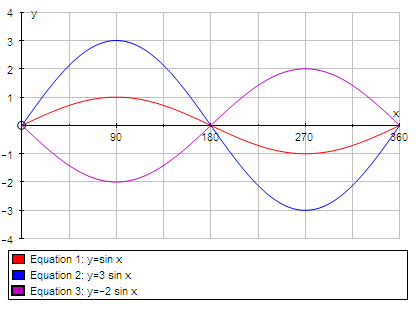 4
y
3
2
1
x
90 180 270 360
-1
-2
-3
-4
Equation 1: y=sin x
Equation 2: y=3 sin x
Equation 3: y=-2 sin x